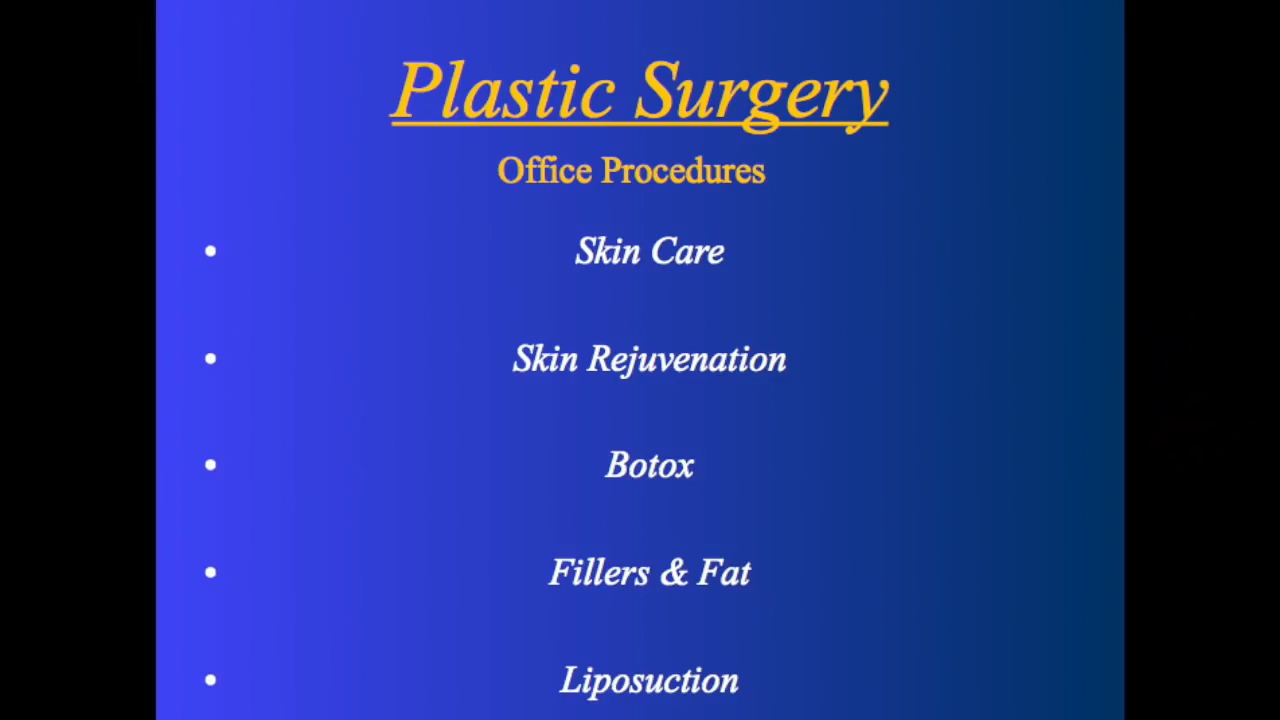 Plastic Surgery
Office Procedures
• Skin Care
• Skin Rejuvenation
• Botox
• Fillers & Fat
• Liposuction